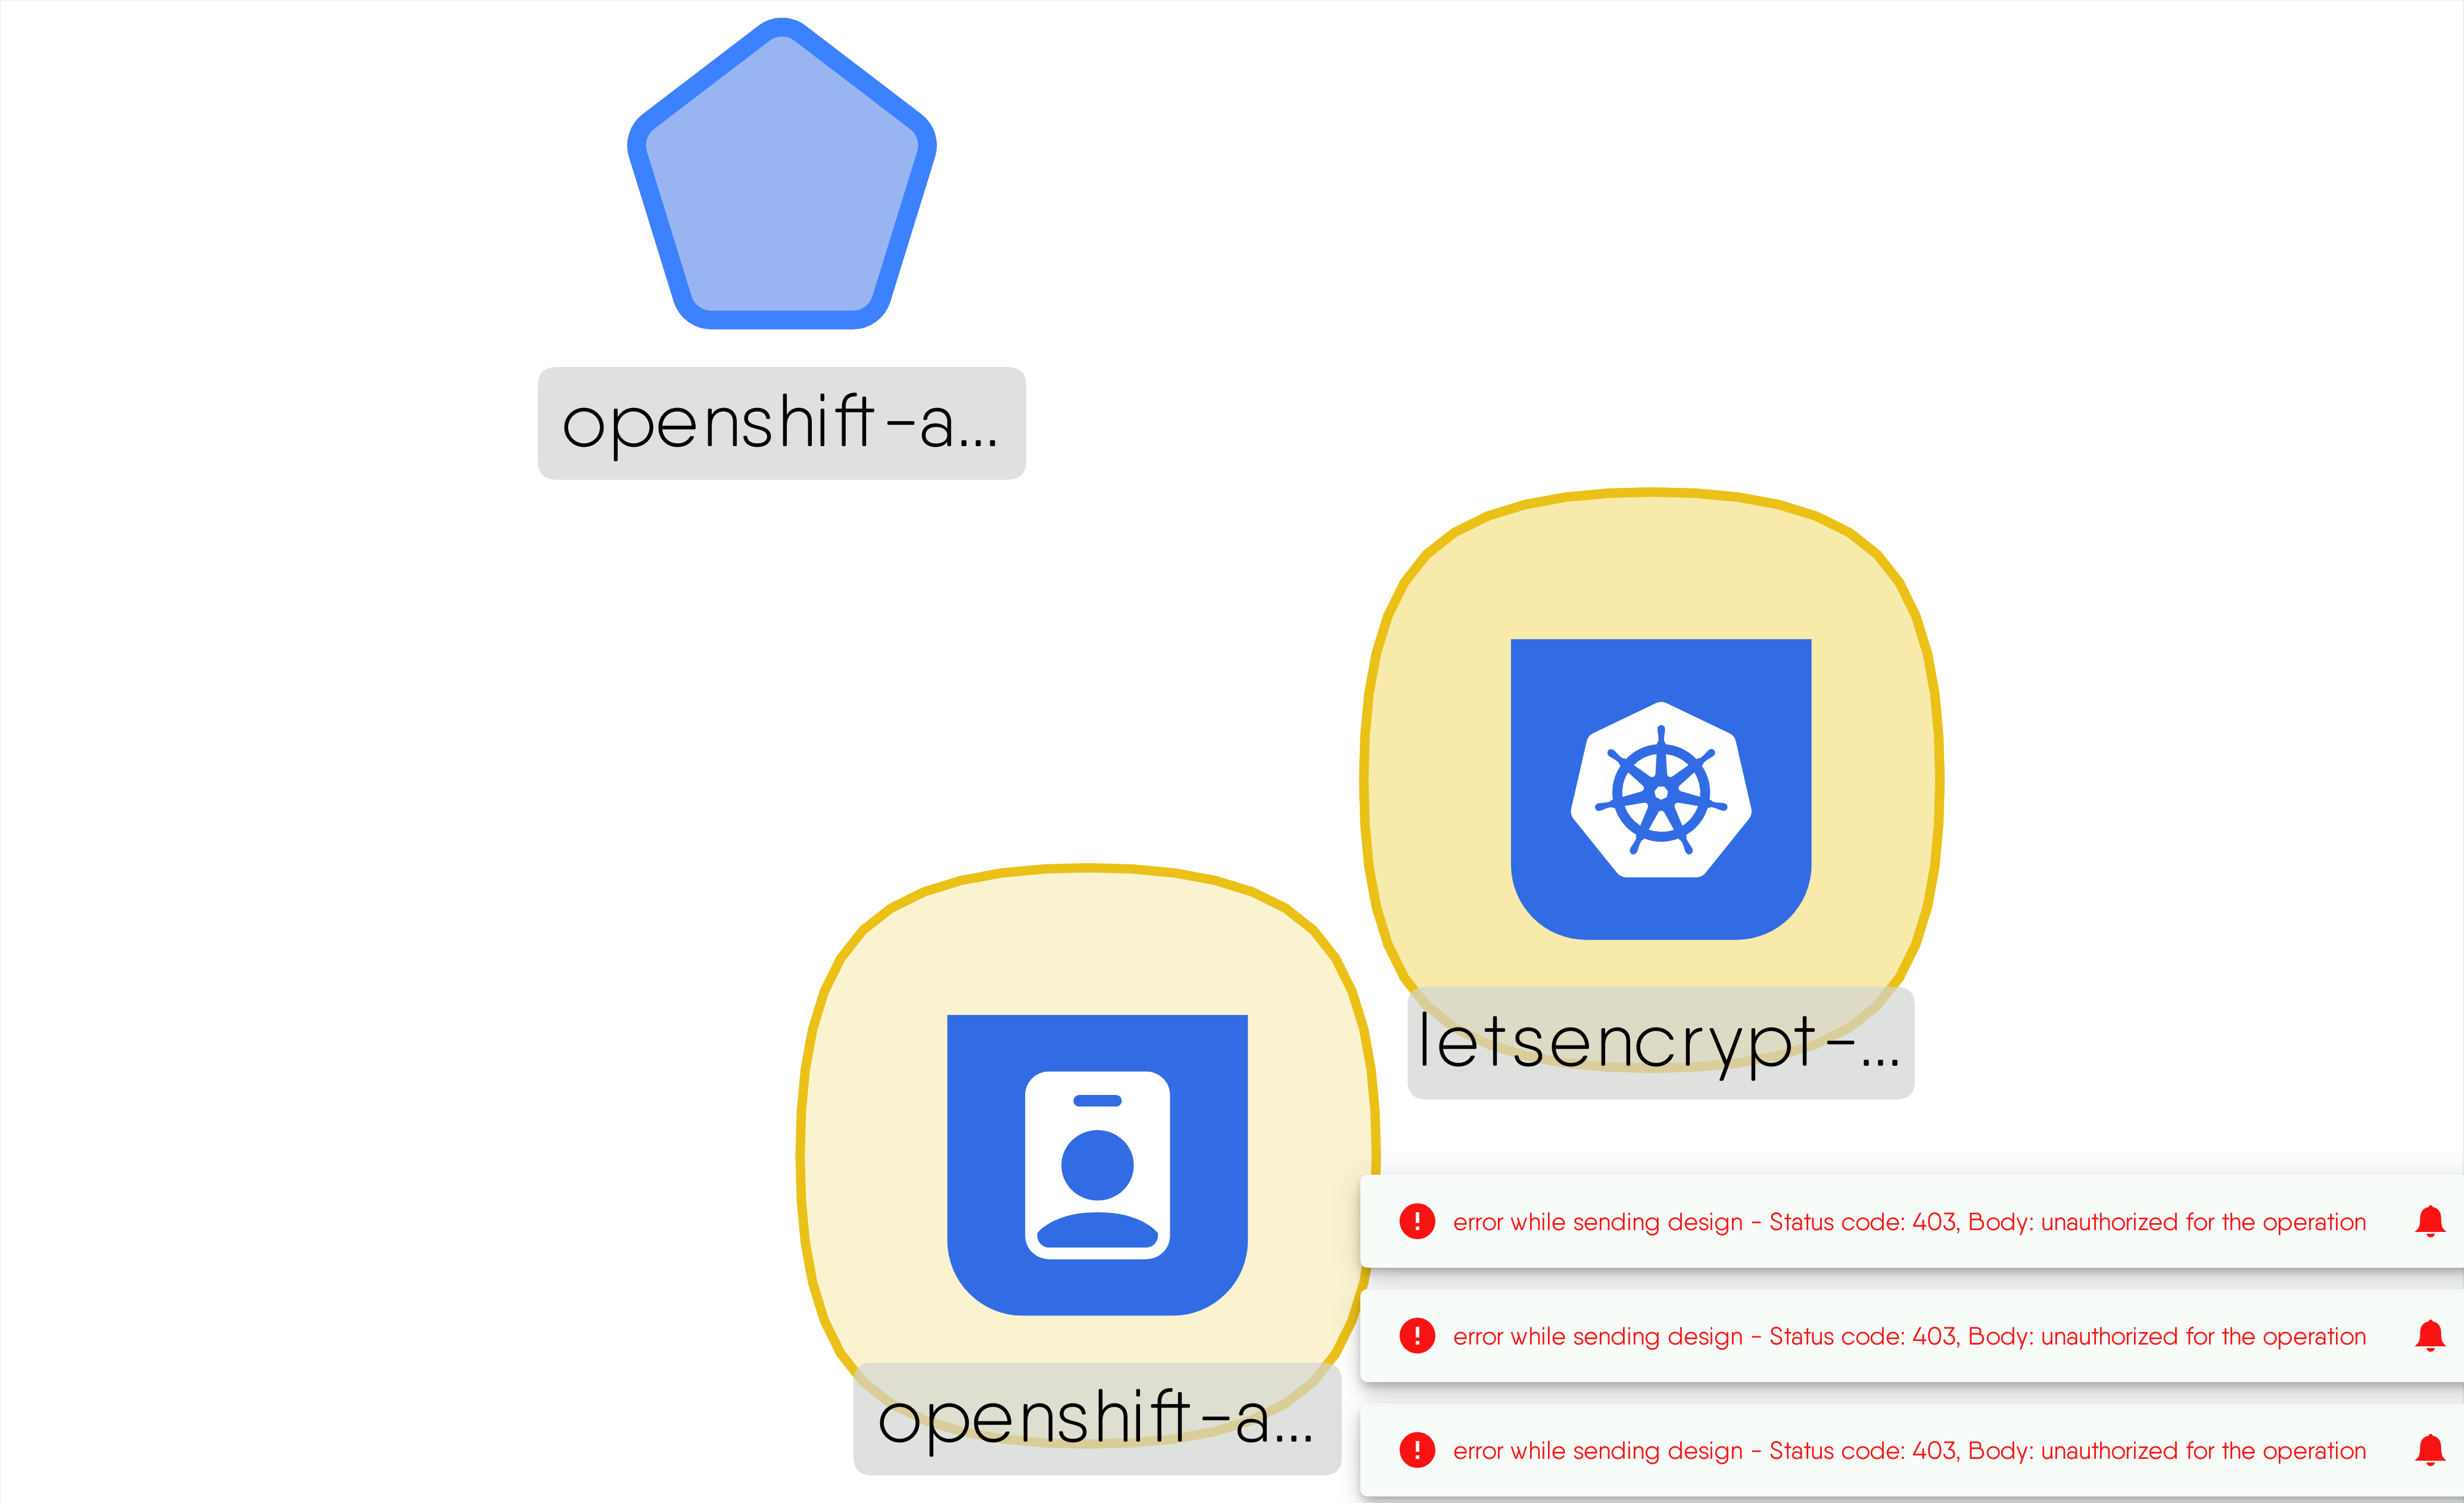 openshift-a...
letsencrypt-...
error while sending design - Status code: 403, Body: unauthorized for the operation
error while sending design - Status code: 403, Body: unauthorized for the operation
openshift-a...
error while sending design - Status code: 403, Body: unauthorized for the operation